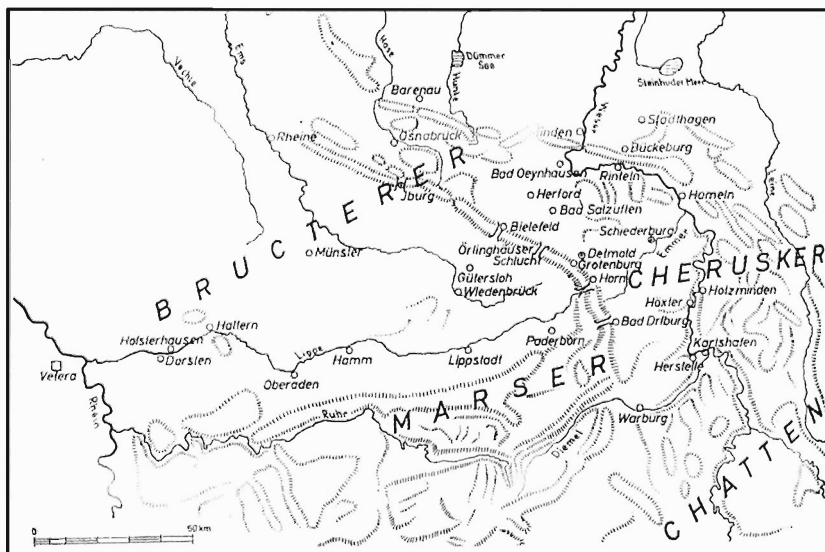 Vechte
Ems
Hase
Hunte
Dümmer
See
Weser
Steinhuder Meer
Leine
Barenau
Rheine
Osnabrück
Minden
Stadthagen
Bückeburg
Bad Oeynhausen
Rinteln
Jburg
Herford
Hameln
Bad Salzuflen
BRUCTERER
Bielefeld
Schiederburg
Emmer
Münster
Örlinghauser
Schlucht
Detmold
Grotenburg
CHERUSKER
Gütersloh
Horn
Wiedenbrück
Holzminden
Höxter
Haltern
Bad Driburg
Holsterhausen
Paderborn
Karlshafen
Dorsten
Lippe
Hamm
Lippstadt
Vetera
Oberaden
Herstelle
Rhein
MARSER
Ruhr
Warburg
Diemel
CHATTEN
0
50 km